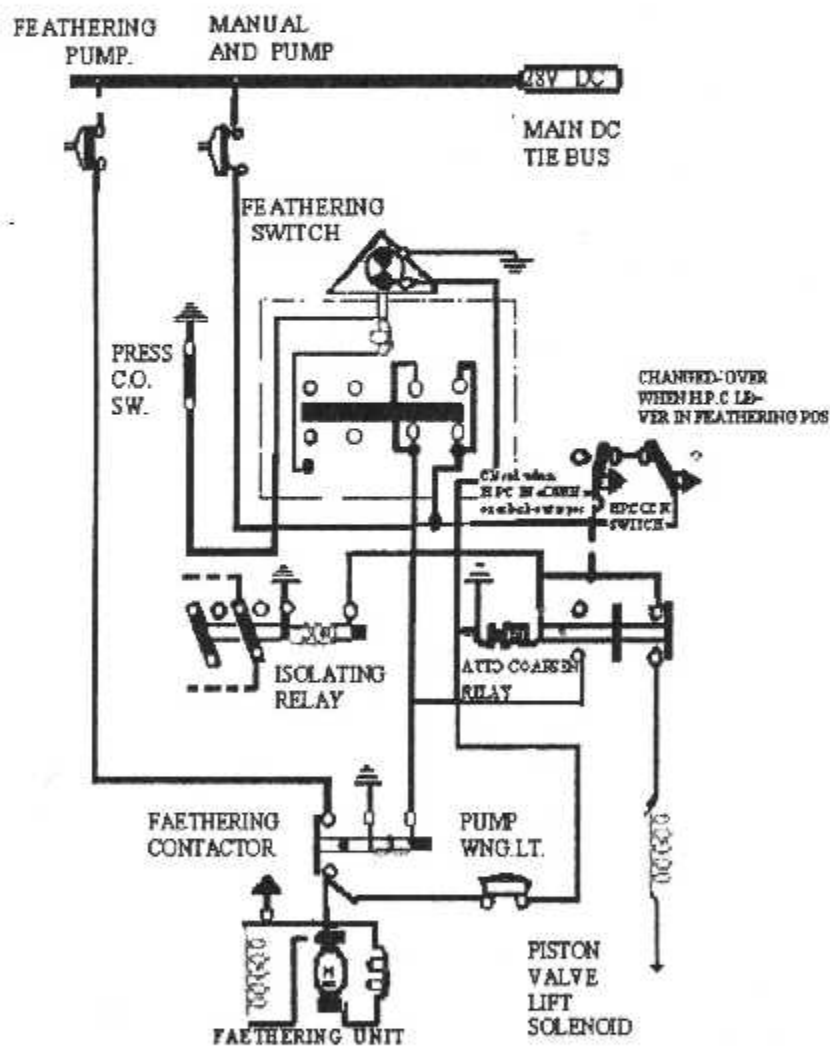 FEATHERING
PUMP.
MANUAL
AND PUMP
28V DC
MAIN DC
TIE BUS
FEATHERING
SWITCH
PRESS
C.O.
SW.
CHANGED-OVER
WHEN H.P.C LE-
VER IN FEATHERING POS
H.P.C
SWITCH
ISOLATING
RELAY
AUTO COARSEN
RELAY
FAETHERING
CONTACTOR
PUMP
WNG.LT.
M
PISTON
VALVE
LIFT
SOLENOID
FAETHERING UNIT